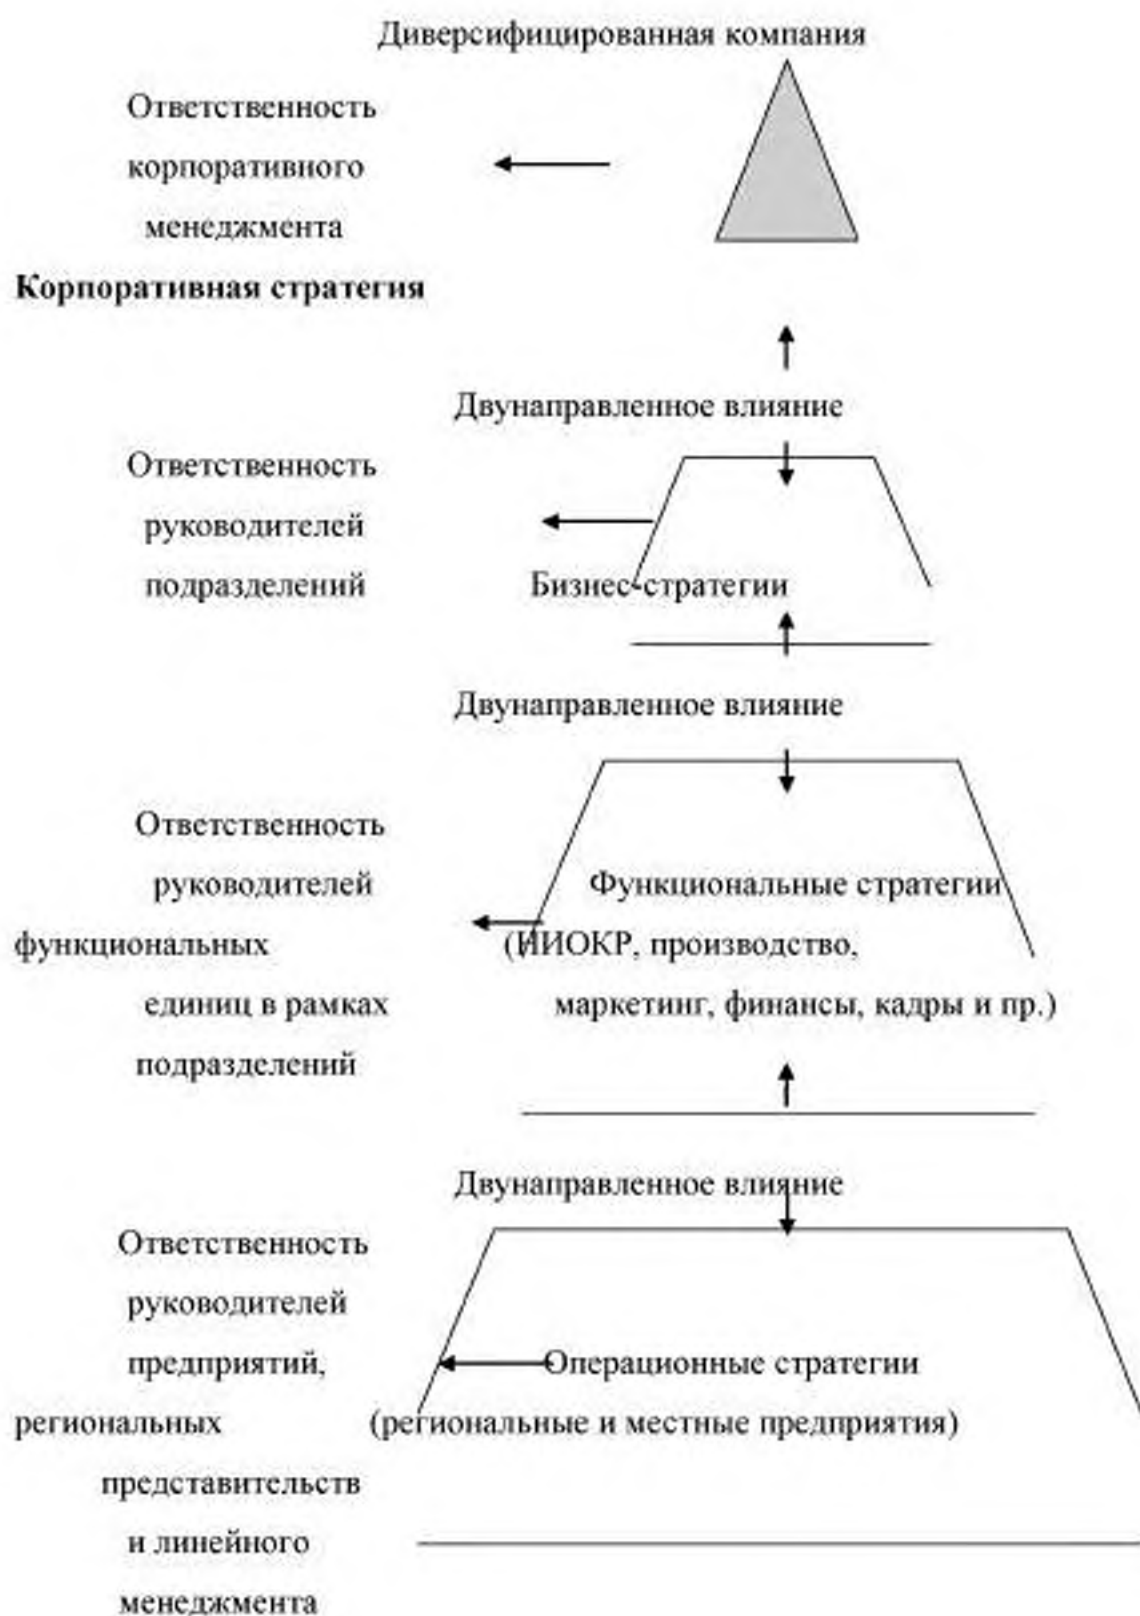 Диверсифицированная компания
Ответственность
корпоративного
менеджмента
Корпоративная стратегия
Двунаправленное влияние
Ответственность
руководителей
подразделений Бизнес-стратегии
Двунаправленное влияние
Ответственность
руководителей Функциональные стратегии
функциональных (НИОКР, производство,
единиц в рамках маркетинг, финансы, кадры и пр.)
подразделений
Двунаправленное влияние
Ответственность
руководителей
предприятий, Операционные стратегии
региональных (региональные и местные предприятия)
представительств
и линейного
менеджмента